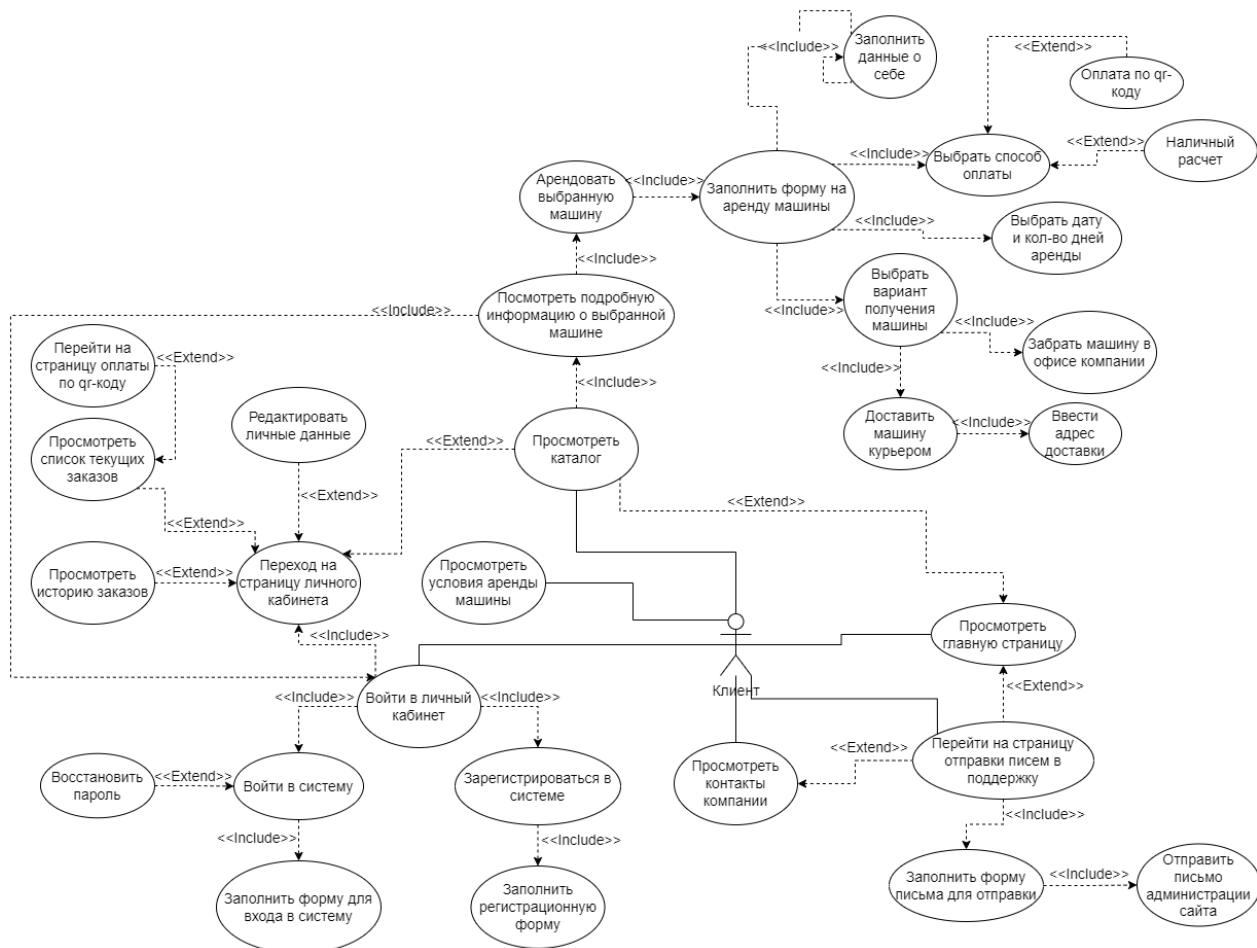 <<Include>>
Заполнить
данные о
себе
<<Extend>>
Оплата по qr-
коду
<<Extend>>
Наличный
расчет
<<Include>>
Выбрать способ
оплаты
Арендовать
выбранную
машину
<<Include>>
Заполнить форму на
аренду машины
<<Include>>
Выбрать дату
и кол-во дней
аренды
<<Include>>
Выбрать
вариант
получения
машины
<<Include>>
<<Include>>
Посмотреть подробную
информацию о выбранной
машине
<<Include>>
<<Include>>
Забрать машину в
офисе компании
Перейти на
страницу оплаты
по qr-коду
<<Extend>>
<<Include>>
<<Include>>
Редактировать
личные данные
Просмотреть
каталог
Доставить
машину
курьером
<<Include>>
Ввести
адрес
доставки
Просмотреть
список текущих
заказов
<<Extend>>
<<Extend>>
<<Extend>>
<<Extend>>
Просмотреть
историю заказов
<<Extend>>
Переход на
страницу личного
кабинета
Просмотреть
условия аренды
машины
Просмотреть
главную страницу
<<Include>>
Клиент
<<Extend>>
Войти в личный
кабинет
<<Include>>
<<Include>>
<<Extend>>
Перейти на страницу
отправки писем в
поддержку
Просмотреть
контакты
компании
Восстановить
пароль
<<Extend>>
Войти в систему
Зарегистрироваться в
системе
<<Include>>
<<Include>>
<<Include>>
Заполнить форму для
входа в систему
Заполнить
регистрационную
форму
Заполнить форму
письма для отправки
<<Include>>
Отправить
письмо
администрации
сайта